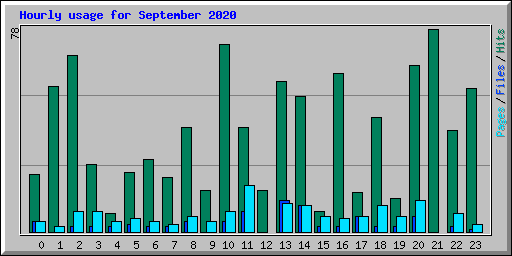 Hourly usage for September 2020
78
Pages/Files/Hits
0 1 2 3 4 5 6 7 8 9 10 11 12 13 14 15 16 17 18 19 20 21 22 23